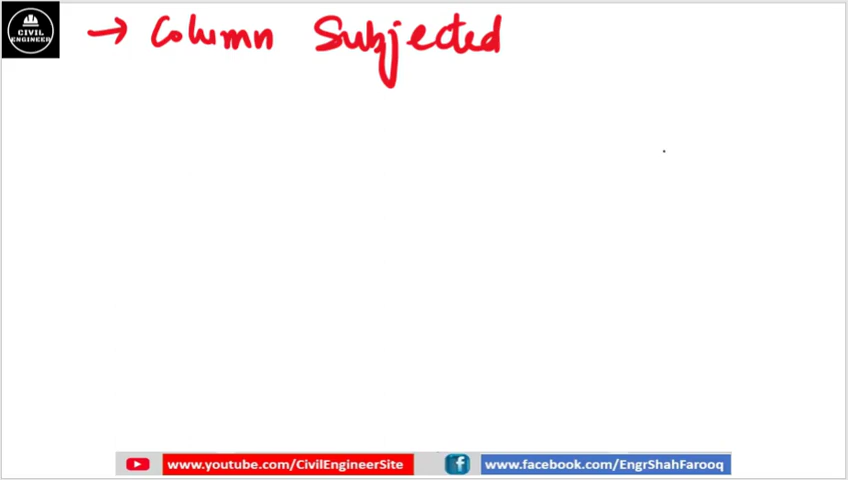 CIVIL
ENGINEER
→ Column Subjected
www.youtube.com/CivilEngineerSite
www.facebook.com/EngrShahFarooq